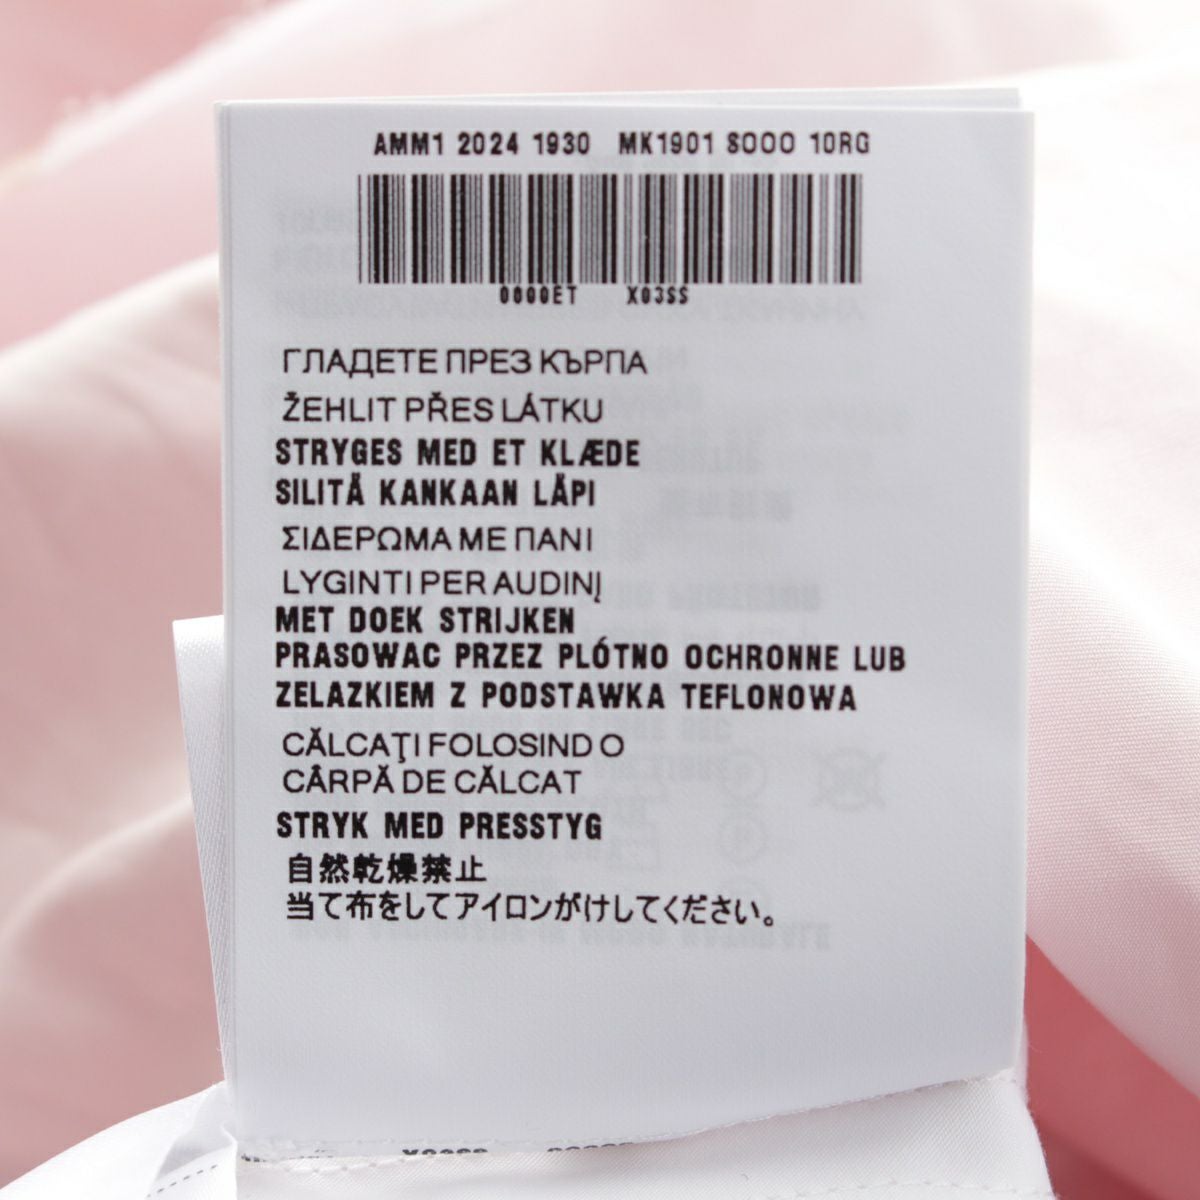 AMM1 2024 1930 MK1901 SOOO 10RG
0000ET X03SS
ГЛАДЕТЕ ПРЕЗ КЪРПА
ŽEHLIT PŘES LÁTKU
STRYGES MED ET KLÆDE
SILITÄ KANKAAN LÄPI
ΣΙΔΕΡΩΜΑ ΜΕ ΠΑΝΙ
LYGINTI PER AUDINĮ
MET DOEK STRIJKEN
PRASOWAC PRZEZ PLÓTNO OCHRONNE LUB
ZELAZKIEM Z PODSTAWKA TEFLONOWA
CĂLCAŢI FOLOSIND O
CÂRPĂ DE CĂLCAT
STRYK MED PRESSTYG
自然乾燥禁止
当て布をしてアイロンがけしてください。